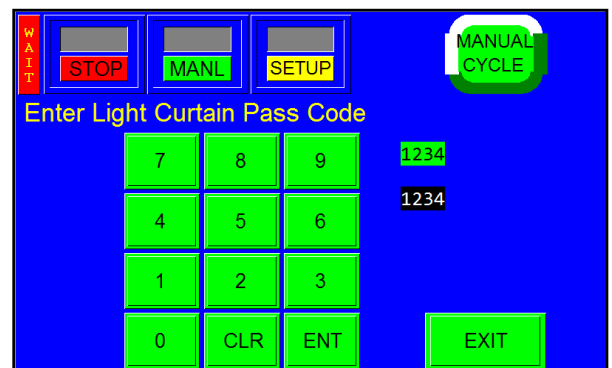 WAIT
STOP MANL SETUP
MANUAL
CYCLE
Enter Light Curtain Pass Code
7 8 9 1234
1234
4 5 6
1 2 3
0 CLR ENT EXIT